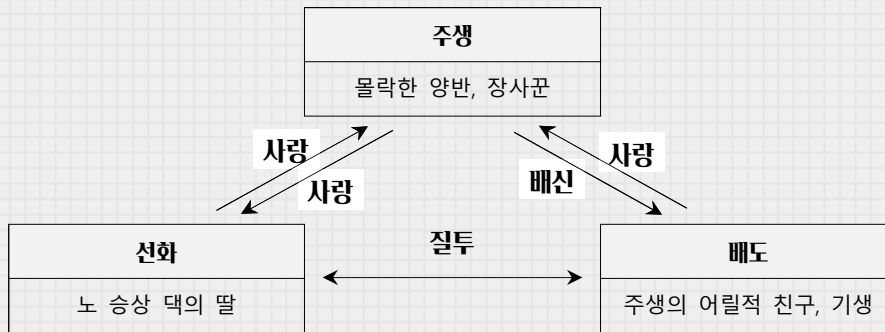 주생
몰락한 양반, 장사꾼
사랑
사랑
사랑
배신
질투
선화
노 승상 댁의 딸
배도
주생의 어릴적 친구, 기생